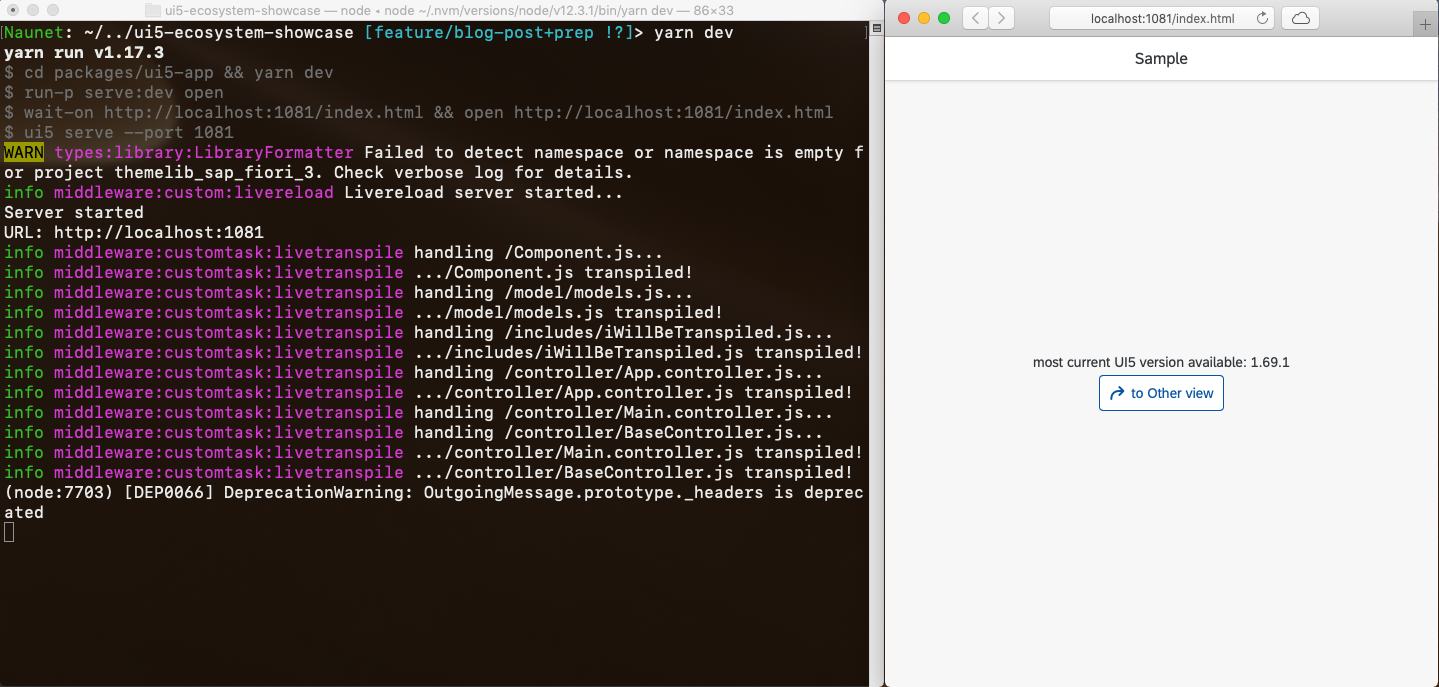 ui5-ecosystem-showcase — node ◂ node ~/.nvm/versions/node/v12.3.1/bin/yarn dev — 86×33
Naunet: ~/../ui5-ecosystem-showcase [feature/blog-post+prep !?]> yarn dev
yarn run v1.17.3
$ cd packages/ui5-app && yarn dev
$ run-p serve:dev open
$ wait-on http://localhost:1081/index.html && open http://localhost:1081/index.html
$ ui5 serve --port 1081
WARN types:library:LibraryFormatter Failed to detect namespace or namespace is empty f
or project themelib_sap_fiori_3. Check verbose log for details.
info middleware:custom:livereload Livereload server started...
Server started
URL: http://localhost:1081
info middleware:customtask:livetranspile handling /Component.js...
info middleware:customtask:livetranspile .../Component.js transpiled!
info middleware:customtask:livetranspile handling /model/models.js...
info middleware:customtask:livetranspile .../model/models.js transpiled!
info middleware:customtask:livetranspile handling /includes/iWillBeTranspiled.js...
info middleware:customtask:livetranspile .../includes/iWillBeTranspiled.js transpiled!
info middleware:customtask:livetranspile handling /controller/App.controller.js...
info middleware:customtask:livetranspile .../controller/App.controller.js transpiled!
info middleware:customtask:livetranspile handling /controller/Main.controller.js...
info middleware:customtask:livetranspile handling /controller/BaseController.js...
info middleware:customtask:livetranspile .../controller/Main.controller.js transpiled!
info middleware:customtask:livetranspile .../controller/BaseController.js transpiled!
(node:7703) [DEP0066] DeprecationWarning: OutgoingMessage.prototype._headers is deprec
ated
localhost:1081/index.html
Sample
most current UI5 version available: 1.69.1
to Other view